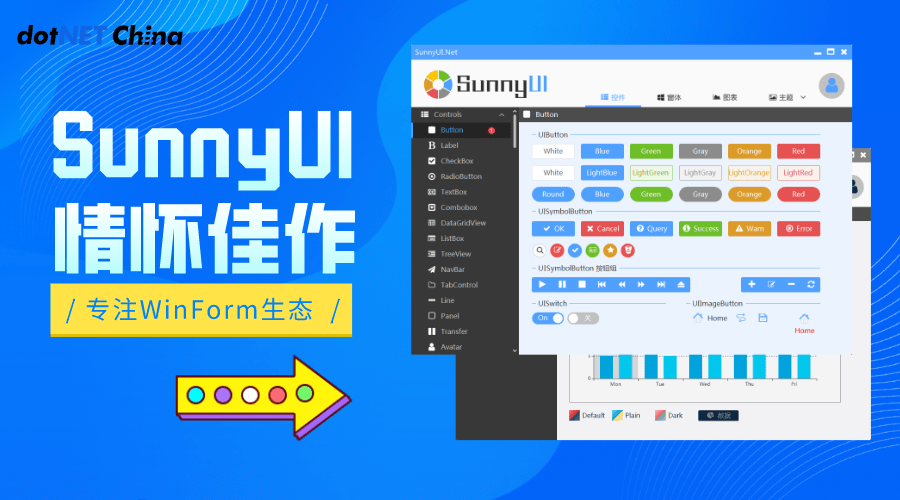 dotNET China
SunnyUI
情怀佳作
/ 专注WinForm生态 /
SunnyUI.Net
SunnyUI
控件
窗体
图表
主题
Controls
Button
Label
CheckBox
RadioButton
TextBox
Combobox
DataGridView
ListBox
TreeView
NavBar
TabControl
Line
Panel
Transfer
Avatar
Button
UIButton
White Blue Green Gray Orange Red
White LightBlue LightGreen LightGray LightOrange LightRed
Round Blue Green Gray Orange Red
UISymbolButton
OK Cancel Query Success Warn Error
UISymbolButton 按钮组
UISwitch
On 关
UIImageButton
Home
Home
0
Mon Tue Wed Thu Fri
Default Plain Dark